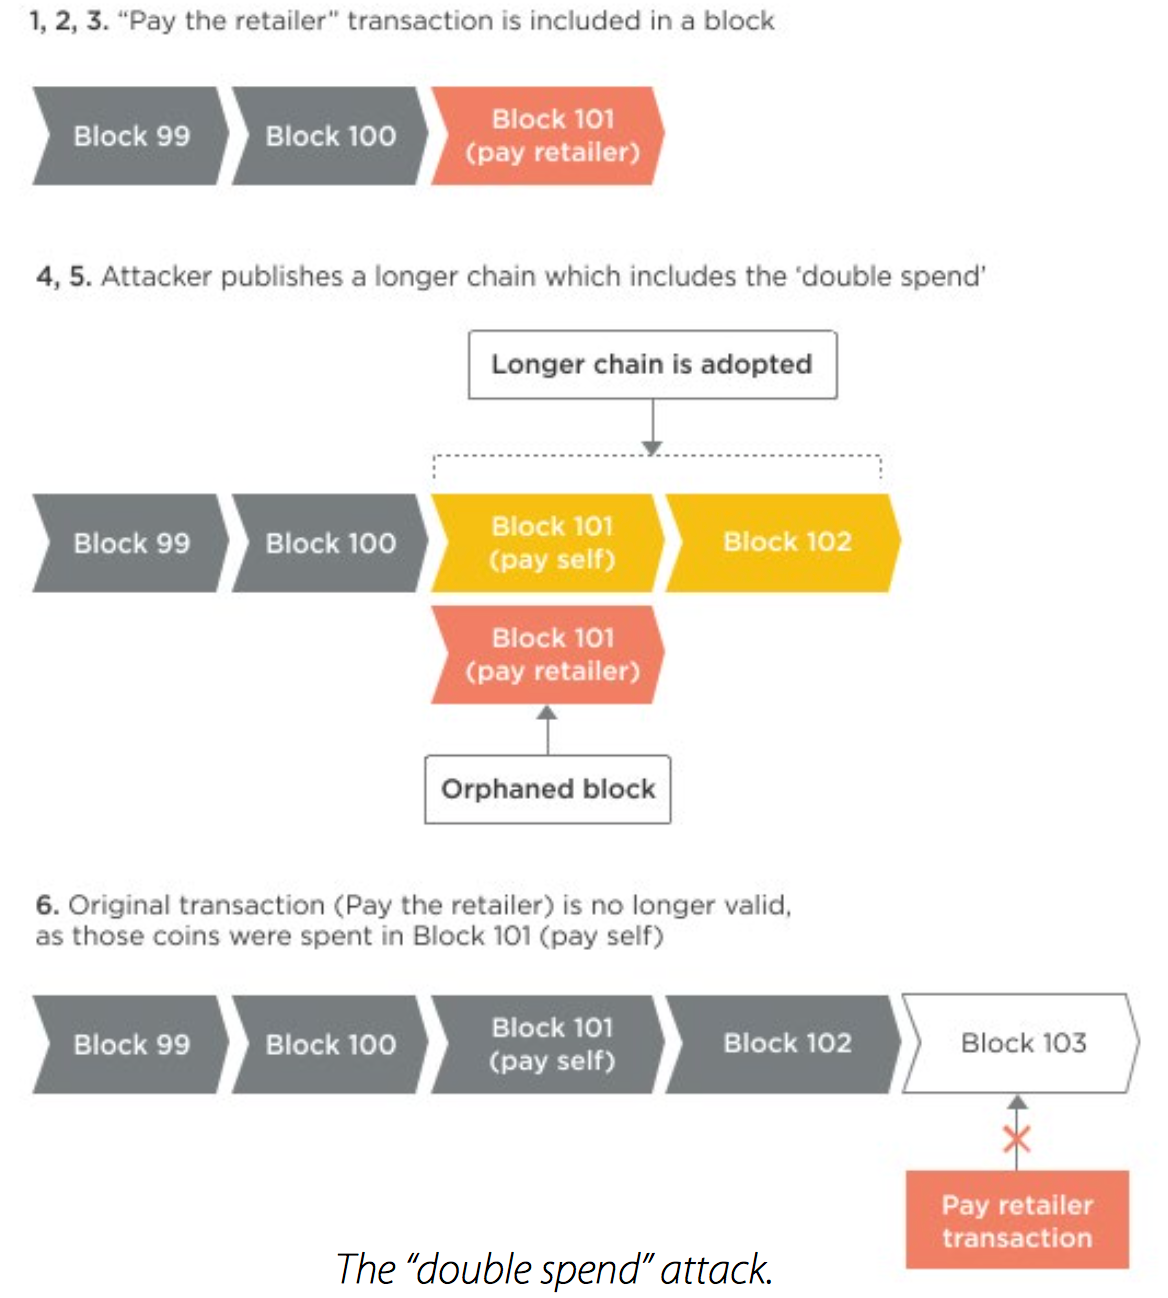 1, 2, 3. “Pay the retailer” transaction is included in a block
Block 99
Block 100
Block 101
(pay retailer)
4, 5. Attacker publishes a longer chain which includes the ‘double spend’
Longer chain is adopted
Block 99
Block 100
Block 101
(pay self)
Block 102
Block 101
(pay retailer)
Orphaned block
6. Original transaction (Pay the retailer) is no longer valid,
as those coins were spent in Block 101 (pay self)
Block 99
Block 100
Block 101
(pay self)
Block 102
Block 103
Pay retailer
transaction
The “double spend” attack.